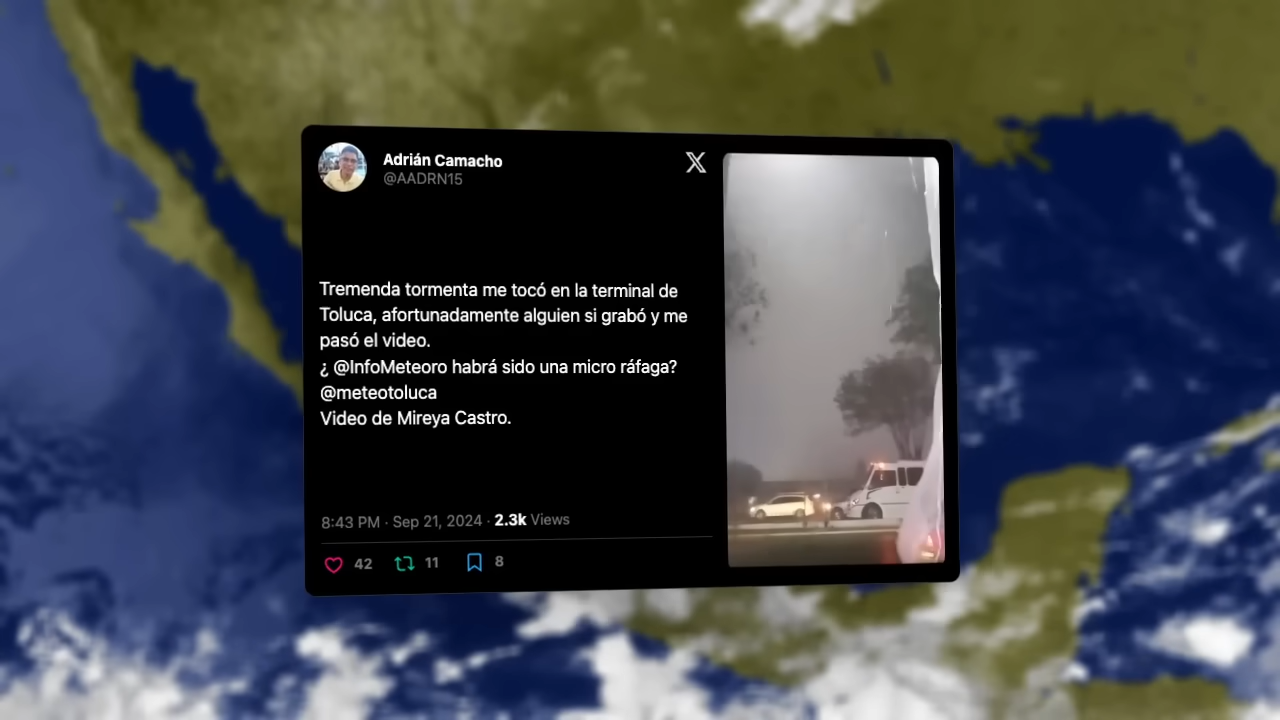 Adrián Camacho
@AADRN15
Tremenda tormenta me tocó en la terminal de
Toluca, afortunadamente alguien si grabó y me
pasó el video.
¿ @InfoMeteoro habrá sido una micro ráfaga?
@meteotoluca
Video de Mireya Castro.
8:43 PM · Sep 21, 2024 · 2.3k Views
42 11 8